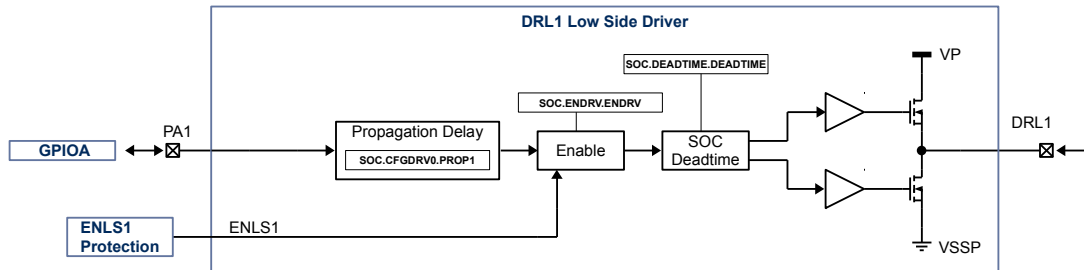 DRL1 Low Side Driver
SOC.DEADTIME.DEADTIME
VP
SOC.ENDRV.ENDRV
PA1
Propagation Delay
SOC
Deadtime
DRL1
GPIOA
SOC.CFGDRV0.PROP1
Enable
ENLS1
Protection
ENLS1
VSSP